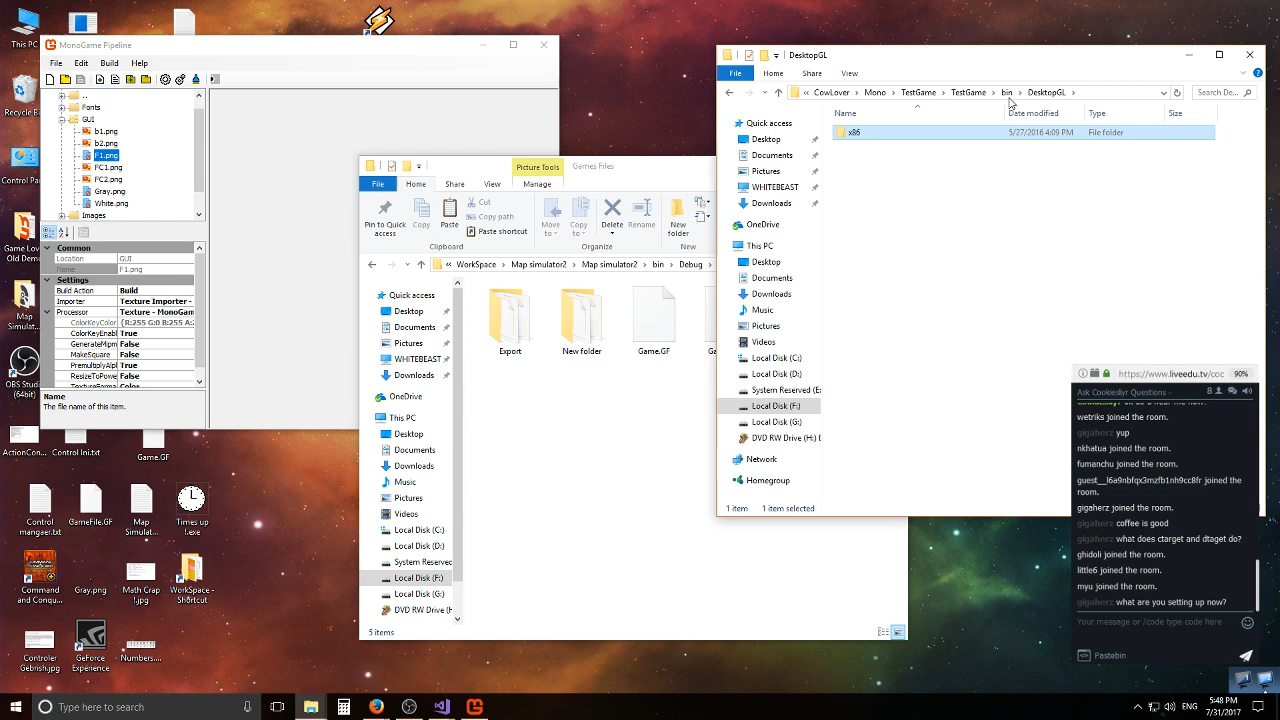 This PC
Recycle Bin
Control Pan...
Game Love
Old Demo
Map
Simulat...
OBS Studio
(64bit)
ActionCon...
Control Ini.txt
Game.GF
Control
mangaer.txt
GameFile.GF
Map
Simulat...
Times up
I.exe
Command
and Conqu...
Gray.png
Math Crap
I.jpg
WorkSpace -
Shortcut
Controler
Gebrish.jpg
GeForce
Experience
Numbers....
MonoGame Pipeline
File Edit Build Help
..
Fonts
GUI
b1.png
b2.png
F1.png
FC1.png
FC2.png
Gray.png
White.png
Images
Common
Location GUI
Name F1.png
Settings
Build Action Build
Importer Texture Importer -
Processor Texture - MonoGa
ColorKeyColor {R:255 G:0 B:255 A
ColorKeyEnabl True
GenerateMipm False
MakeSquare False
PremultiplyAlp True
ResizeToPowe False
TextureFormat Color
Name
The file name of this item.
Picture Tools Games Files
File Home Share View Manage
Pin to Quick
access
Copy
Paste
Cut
Copy path
Paste shortcut
Clipboard
Move
to
Copy
to
Delete
Rename
Organize
New
folder
New
WorkSpace Map simulator2 Map simulator2 bin Debug
Quick access
Desktop
Documents
Pictures
WHITEBEAST
Downloads
OneDrive
This PC
Desktop
Documents
Downloads
Music
Pictures
Videos
Local Disk (C:)
Local Disk (D:)
System Reserved
Local Disk (F:)
Local Disk (G:)
DVD RW Drive (H
Export
New folder
Game.GF
5 items
DesktopGL
File Home Share View
« CowLover Mono TestGame TestGame bin DesktopGL
Search De...
Name Date modified Type Size
x86 5/27/2016 4:09 PM File folder
Quick access
Desktop
Documents
Pictures
WHITEBEAST
Downloads
OneDrive
This PC
Desktop
Documents
Downloads
Music
Pictures
Videos
Local Disk (C:)
Local Disk (D:)
System Reserved (E:
Local Disk (F:)
Local Disk (G:)
DVD RW Drive (H:) D
Network
Homegroup
1 item 1 item selected
https://www.liveedu.tv/coo 90%
Ask Cookieslyr Questions - 8
wetriks joined the room.
gigaherz yup
nkhatua joined the room.
fumanchu joined the room.
guest__l6a9nbfqx3mzfb1nh9cc8fr joined the
room.
gigaherz joined the room.
gigaherz coffee is good
gigaherz what does ctarget and dtaget do?
ghidoli joined the room.
little6 joined the room.
myu joined the room.
gigaherz what are you setting up now?
Your message or /code type code here
Pastebin
Type here to search
5:48 PM
7/31/2017